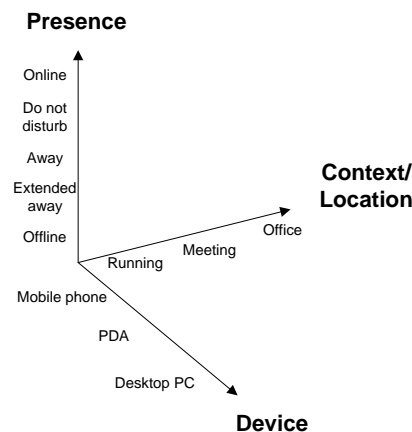 Presence
Online
Do not
disturb
Away
Extended
away
Offline
Context/
Location
Office
Meeting
Running
Mobile phone
PDA
Desktop PC
Device